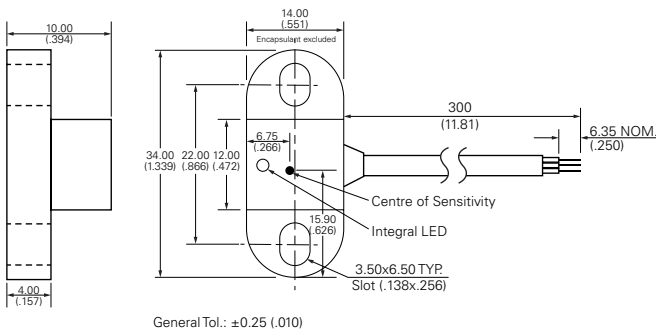 10.00
(.394)
14.00
(.551)
Encapsulant excluded
300
(11.81)
6.35 NOM.
(.250)
6.75
(.266)
34.00
(1.339)
22.00
(.866)
12.00
(.472)
Centre of Sensitivity
15.90
(.626)
Integral LED
3.50x6.50 TYP.
Slot (.138x.256)
4.00
(.157)
General Tol.: ±0.25 (.010)